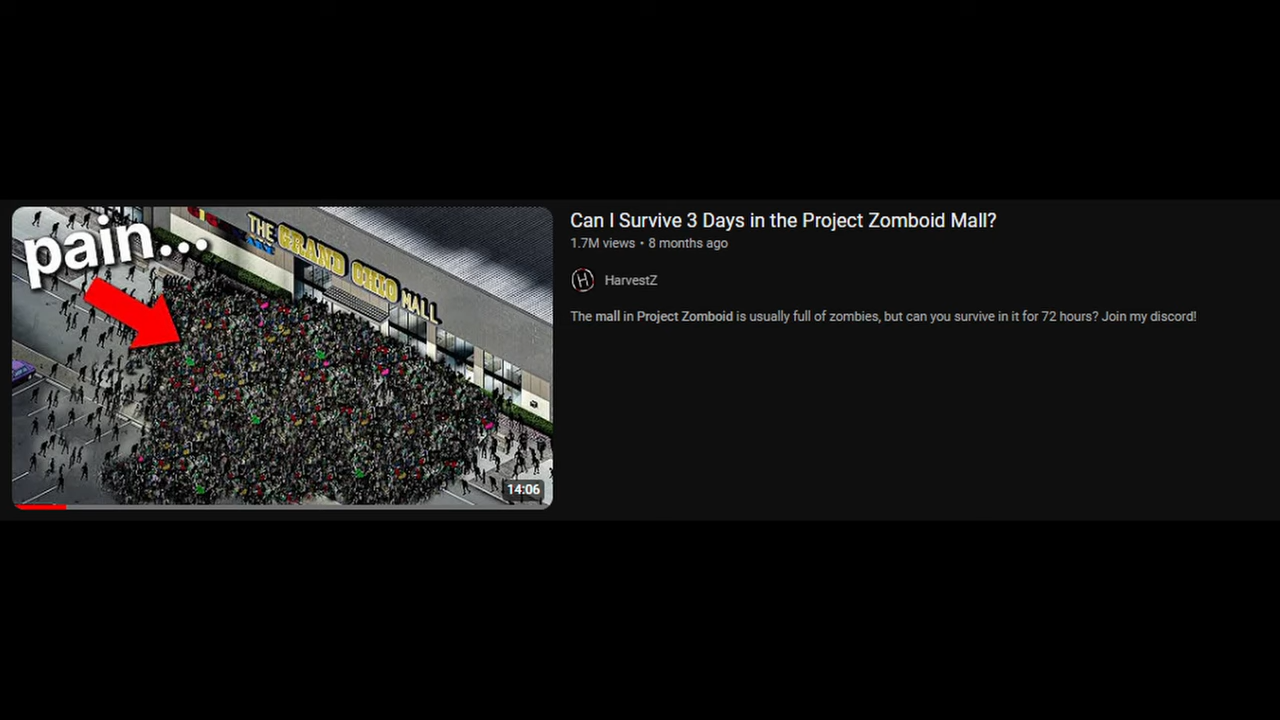 pain...
THE GRAND OHIO MALL
14:06
Can I Survive 3 Days in the Project Zomboid Mall?
1.7M views • 8 months ago
HarvestZ
The mall in Project Zomboid is usually full of zombies, but can you survive in it for 72 hours? Join my discord!